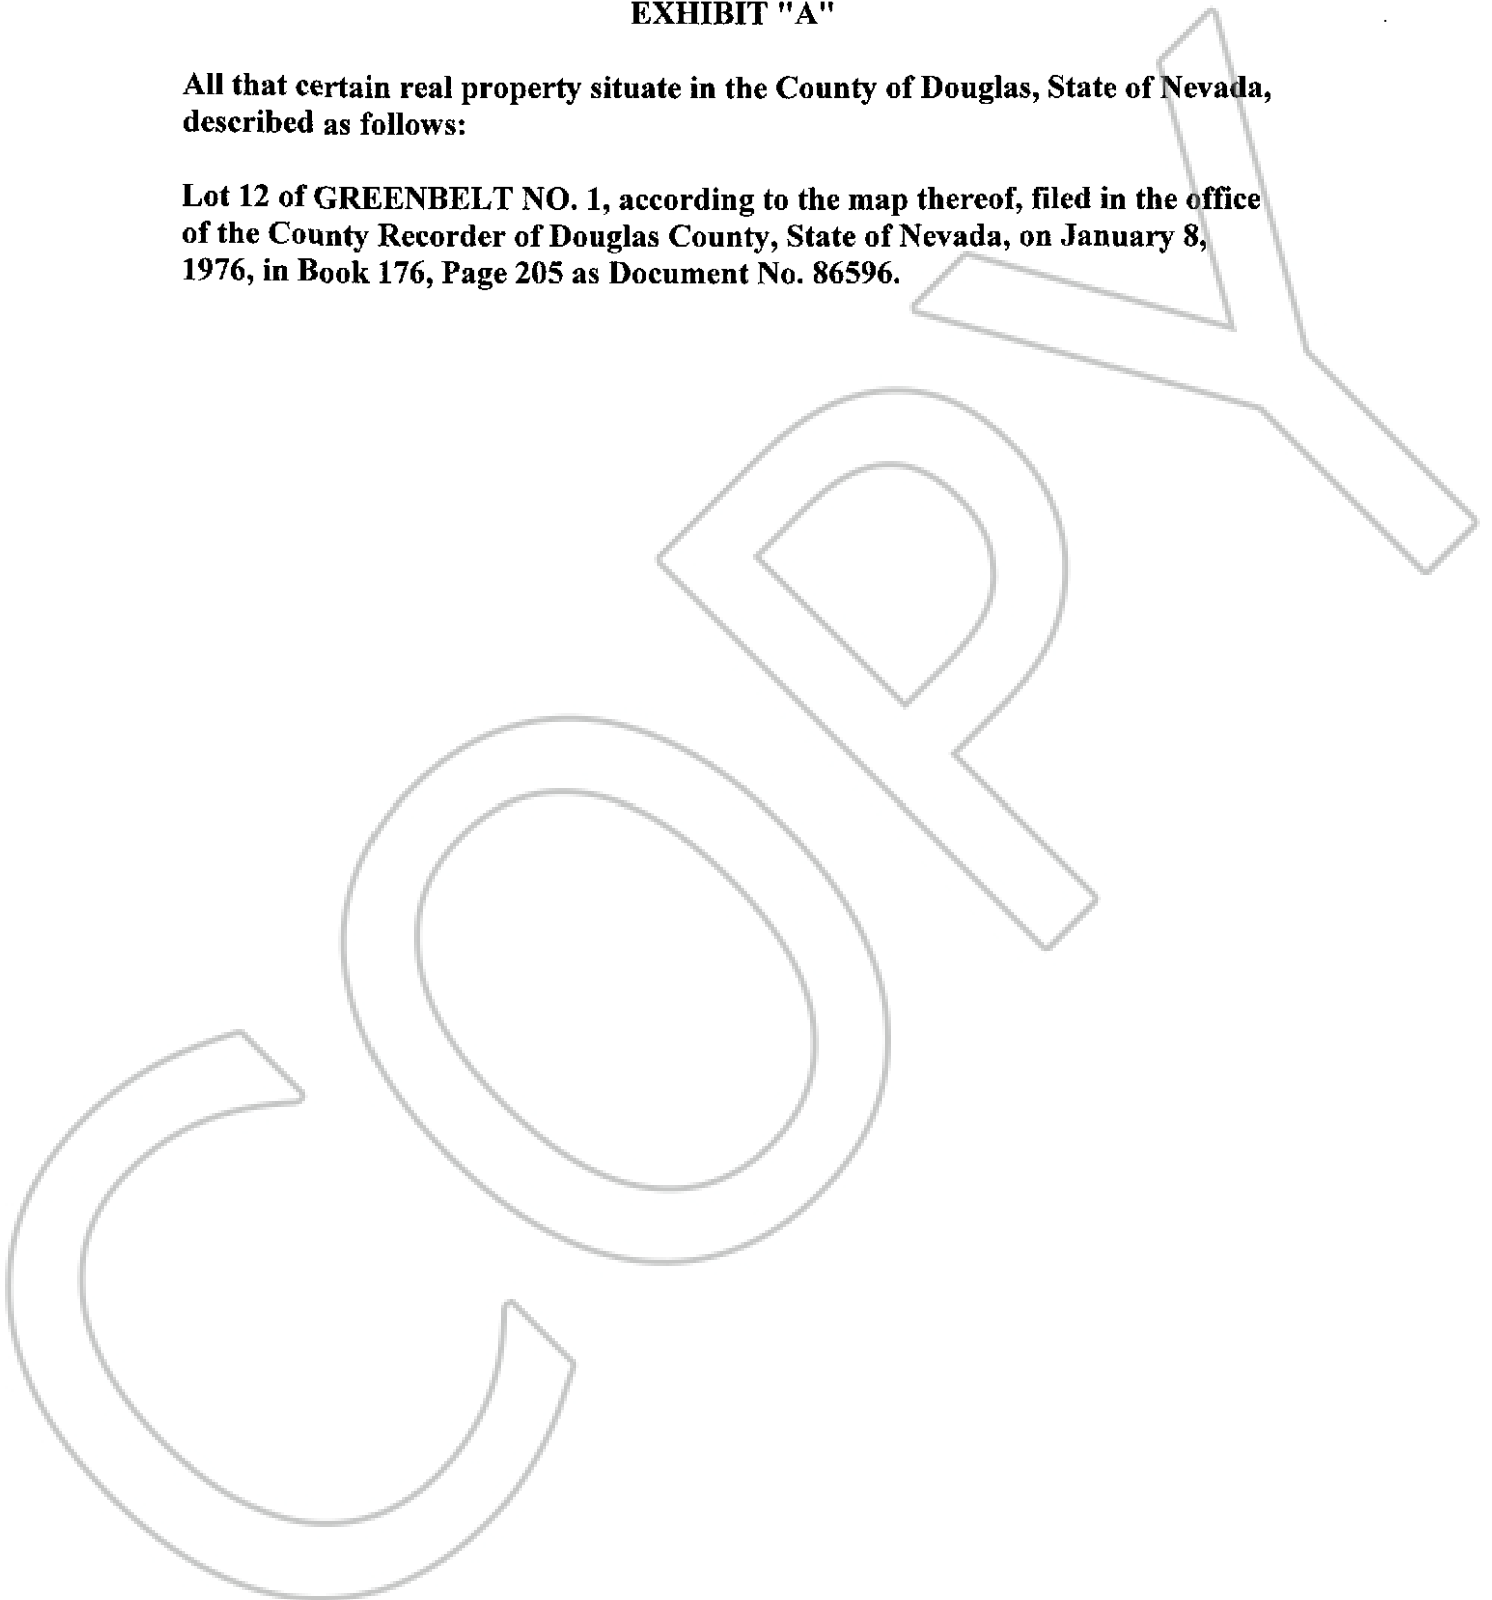 EXHIBIT "A"
All that certain real property situate in the County of Douglas, State of Nevada,
described as follows:
Lot 12 of GREENBELT NO. 1, according to the map thereof, filed in the office
of the County Recorder of Douglas County, State of Nevada, on January 8,
1976, in Book 176, Page 205 as Document No. 86596.
COPY